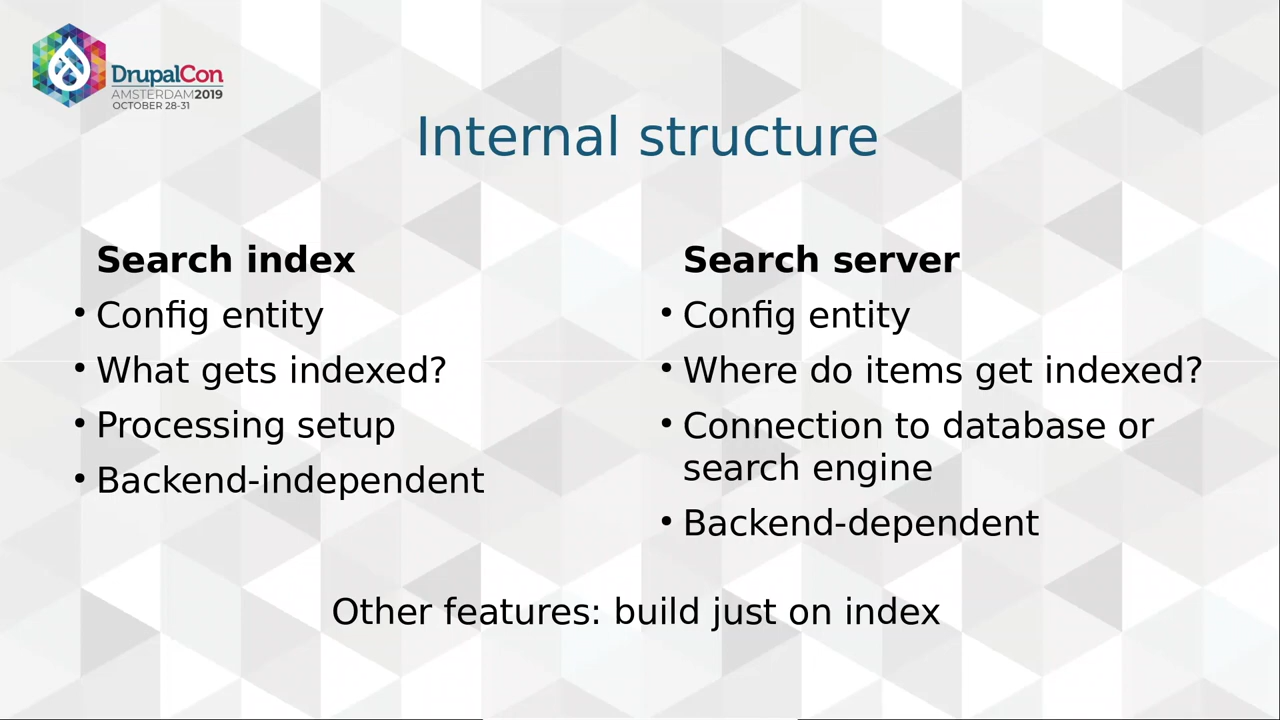 DrupalCon
AMSTERDAM2019
OCTOBER 28-31
Internal structure
Search index
• Config entity
• What gets indexed?
• Processing setup
• Backend-independent
Search server
• Config entity
• Where do items get indexed?
• Connection to database or
search engine
• Backend-dependent
Other features: build just on index